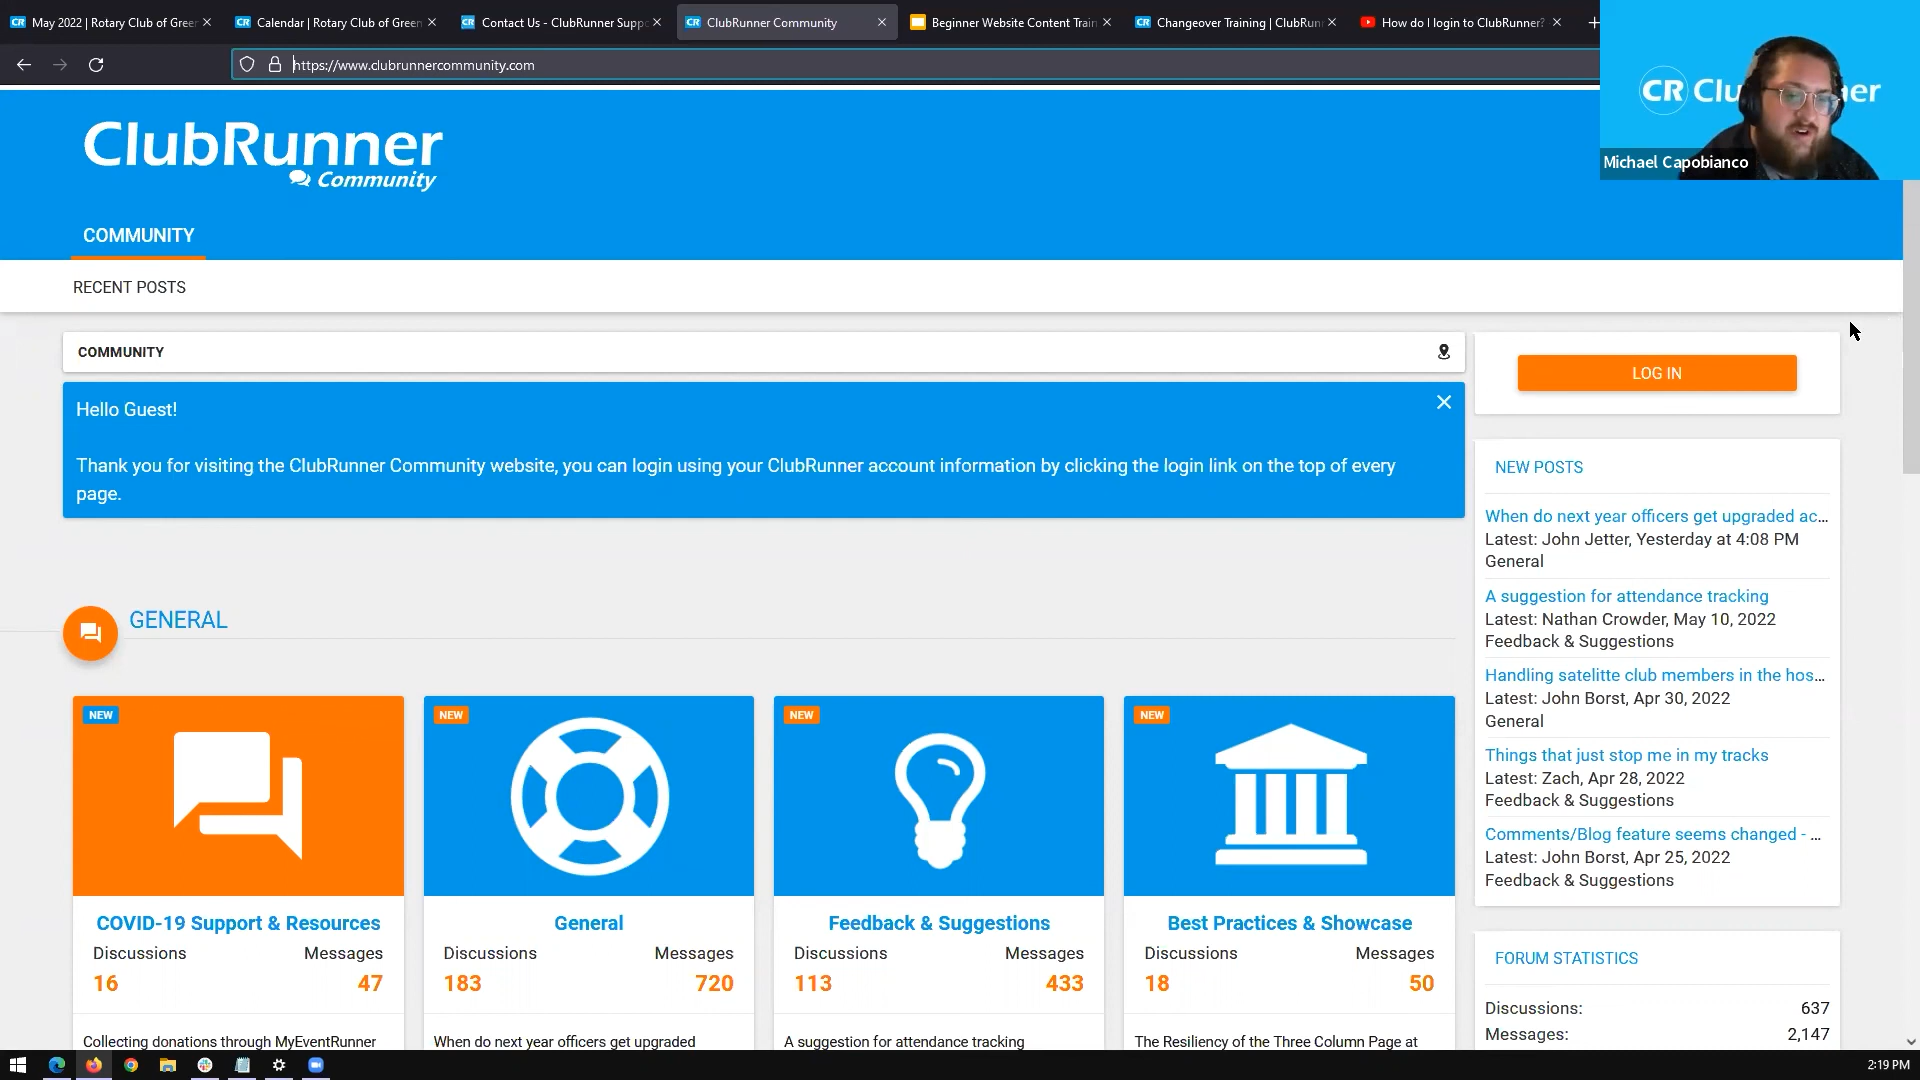 May 2022 | Rotary Club of Green
Calendar | Rotary Club of Green
Contact Us - ClubRunner Suppo
ClubRunner Community
Beginner Website Content Train
Changeover Training | ClubRunn
How do I login to ClubRunner?
https://www.clubrunnercommunity.com
CR Clu er
Michael Capobianco
ClubRunner
Community
COMMUNITY
RECENT POSTS
COMMUNITY
Hello Guest!
Thank you for visiting the ClubRunner Community website, you can login using your ClubRunner account information by clicking the login link on the top of every
page.
LOG IN
NEW POSTS
When do next year officers get upgraded ac...
Latest: John Jetter, Yesterday at 4:08 PM
General
A suggestion for attendance tracking
Latest: Nathan Crowder, May 10, 2022
Feedback & Suggestions
Handling satelitte club members in the hos...
Latest: John Borst, Apr 30, 2022
General
Things that just stop me in my tracks
Latest: Zach, Apr 28, 2022
Feedback & Suggestions
Comments/Blog feature seems changed - ...
Latest: John Borst, Apr 25, 2022
Feedback & Suggestions
FORUM STATISTICS
Discussions: 637
Messages: 2,147
GENERAL
NEW
COVID-19 Support & Resources
Discussions Messages
16 47
Collecting donations through MyEventRunner
NEW
General
Discussions Messages
183 720
When do next year officers get upgraded
NEW
Feedback & Suggestions
Discussions Messages
113 433
A suggestion for attendance tracking
NEW
Best Practices & Showcase
Discussions Messages
18 50
The Resiliency of the Three Column Page at
2:19 PM